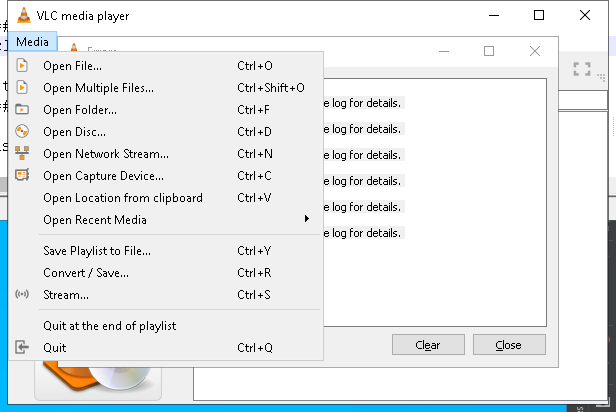 VLC media player
Media
Open File...	Ctrl+O
Open Multiple Files...	Ctrl+Shift+O
Open Folder...	Ctrl+F
Open Disc...	Ctrl+D
Open Network Stream...	Ctrl+N
Open Capture Device...	Ctrl+C
Open Location from clipboard	Ctrl+V
Open Recent Media
Save Playlist to File...	Ctrl+Y
Convert / Save...	Ctrl+R
Stream...	Ctrl+S
Quit at the end of playlist
Quit	Ctrl+Q
e log for details.
e log for details.
e log for details.
e log for details.
e log for details.
e log for details.
Clear	Close